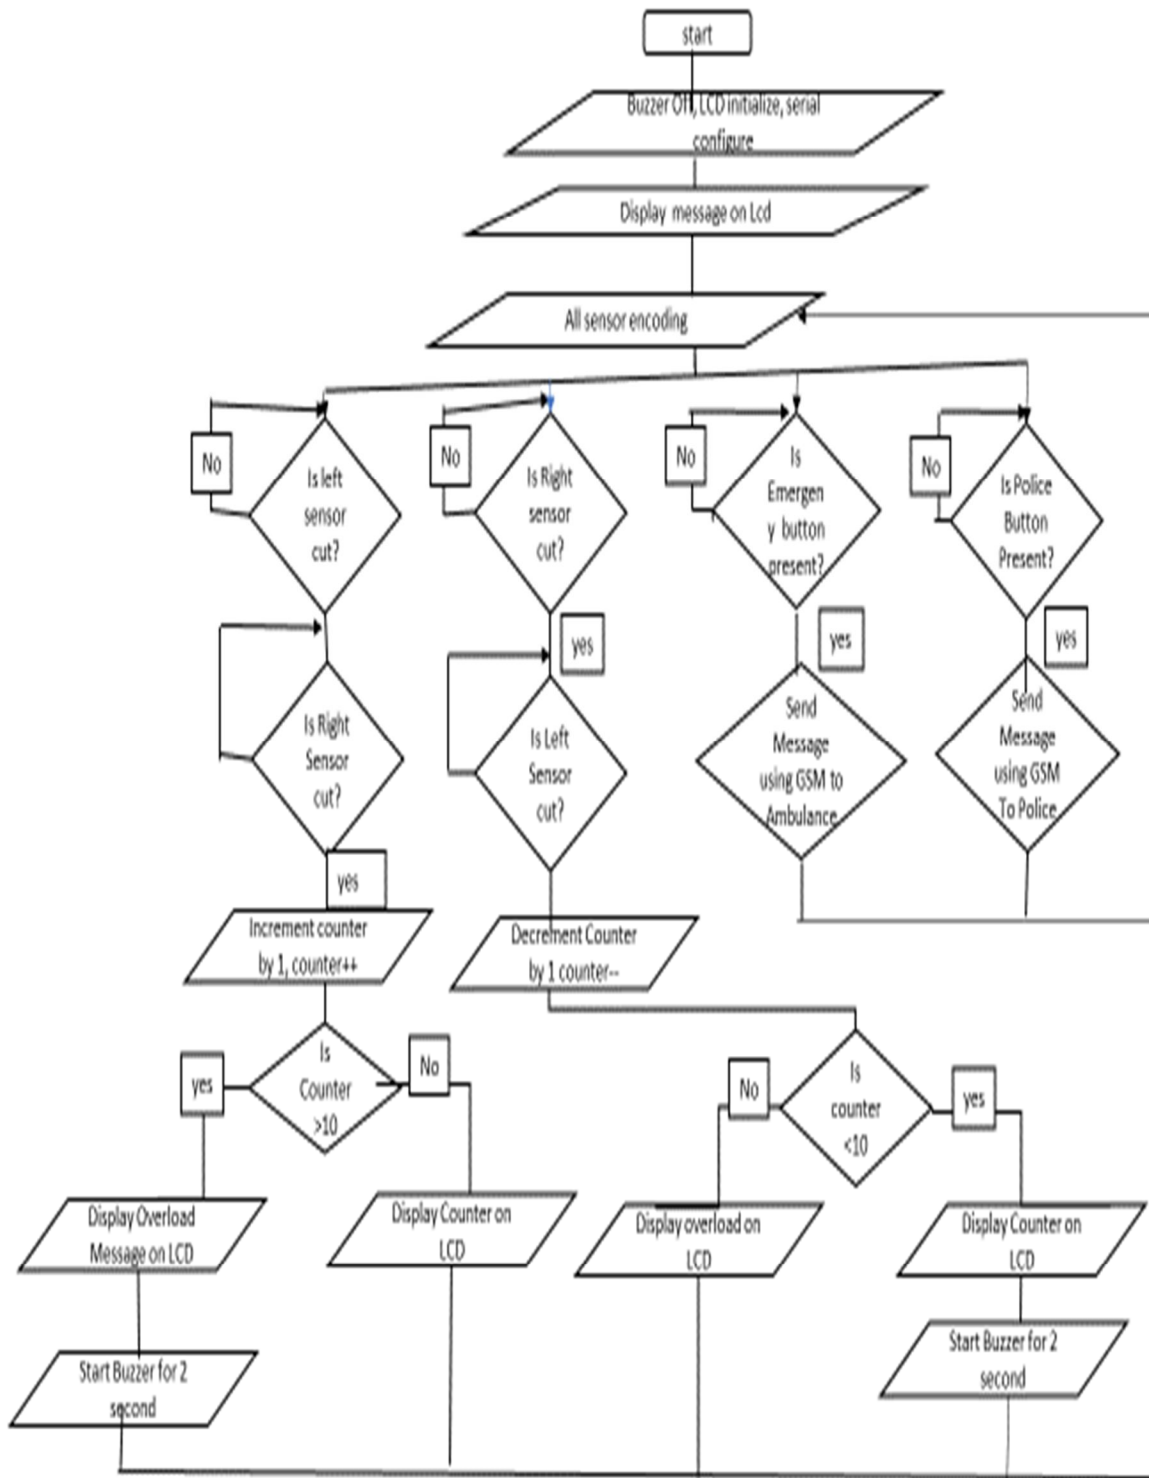 start
Buzzer Off, LCD initialize, serial
configure
Display message on Lcd
All sensor encoding
No
Is left
sensor
cut?
No
Is Right
sensor
cut?
No
Is
Emergen
y button
present?
No
Is Police
Button
Present?
yes
yes
yes
Is Right
Sensor
cut?
Is Left
Sensor
cut?
Send
Message
using GSM to
Ambulance
Send
Message
using GSM
To Police
yes
Increment counter
by 1, counter++
Decrement Counter
by 1 counter--
yes
Is
Counter
>10
No
No
Is
counter
<10
yes
Display Overload
Message on LCD
Display Counter on
LCD
Display overload on
LCD
Display Counter on
LCD
Start Buzzer for 2
second
Start Buzzer for 2
second